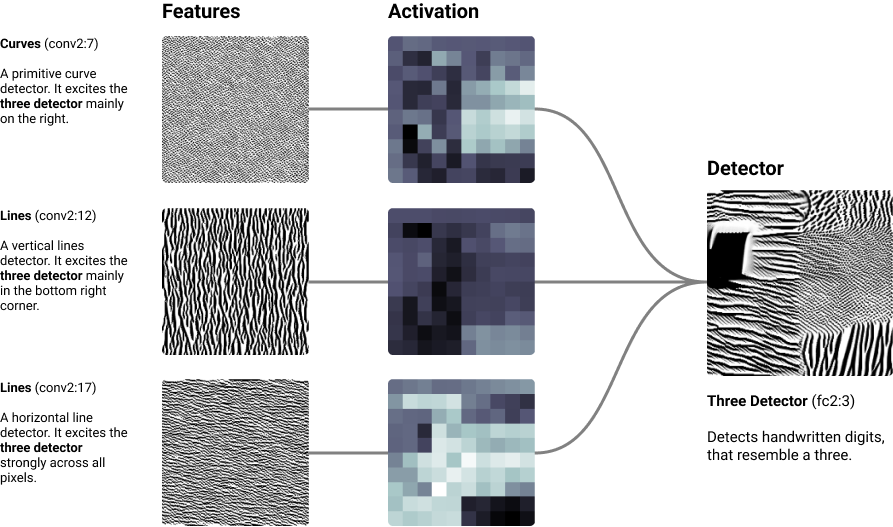 Features
Activation
Curves (conv2:7)
A primitive curve
detector. It excites the
three detector mainly
on the right.
Lines (conv2:12)
A vertical lines
detector. It excites the
three detector mainly
in the bottom right
corner.
Lines (conv2:17)
A horizontal line
detector. It excites the
three detector
strongly across all
pixels.
Detector
Three Detector (fc2:3)
Detects handwritten digits,
that resemble a three.